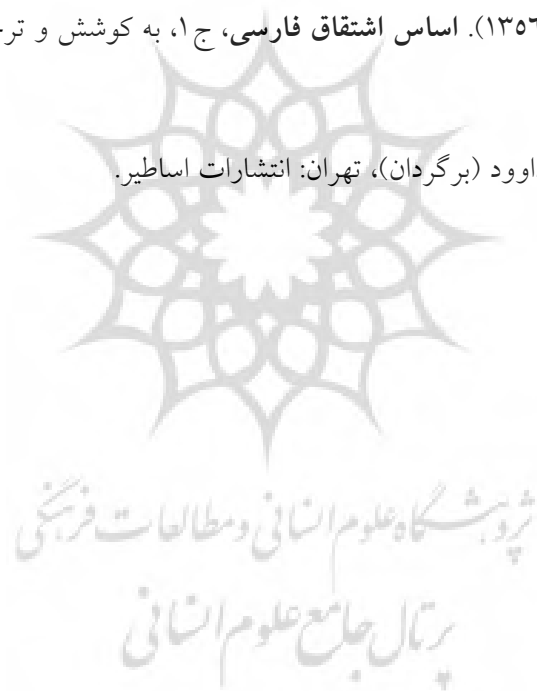 ۱۳۵۶). اساس اشتقاق فارسی، ج۱، به کوشش و ترج
اوود (برگردان)، تهران: انتشارات اساطیر.
پژوهشگاه علوم انسانی و مطالعات فرهنگی
پرتال جامع علوم انسانی